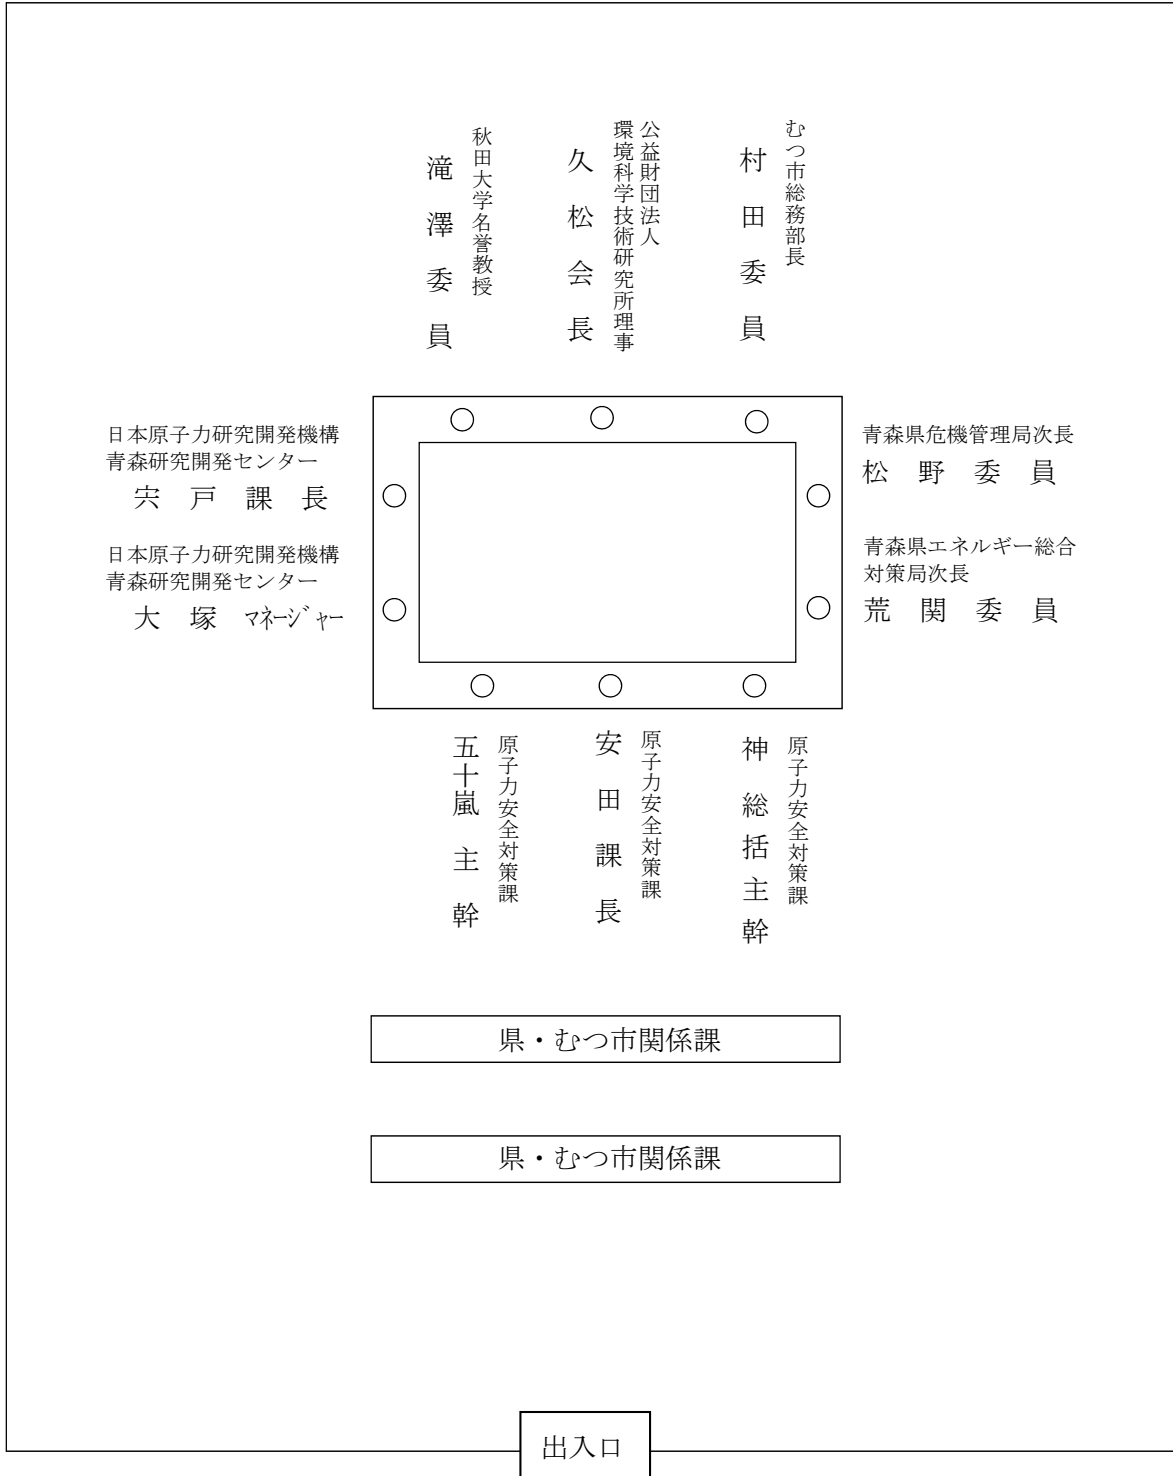 むつ市総務部長
村田委員
公益財団法人
環境科学技術研究所理事
久松会長
秋田大学名誉教授
滝澤委員
日本原子力研究開発機構
青森研究開発センター
宍戸課長
日本原子力研究開発機構
青森研究開発センター
大塚マネージャー
青森県危機管理局次長
松野委員
青森県エネルギー総合
対策局次長
荒関委員
原子力安全対策課
神総括主幹
原子力安全対策課
安田課長
原子力安全対策課
五十嵐主幹
県・むつ市関係課
県・むつ市関係課
出入口